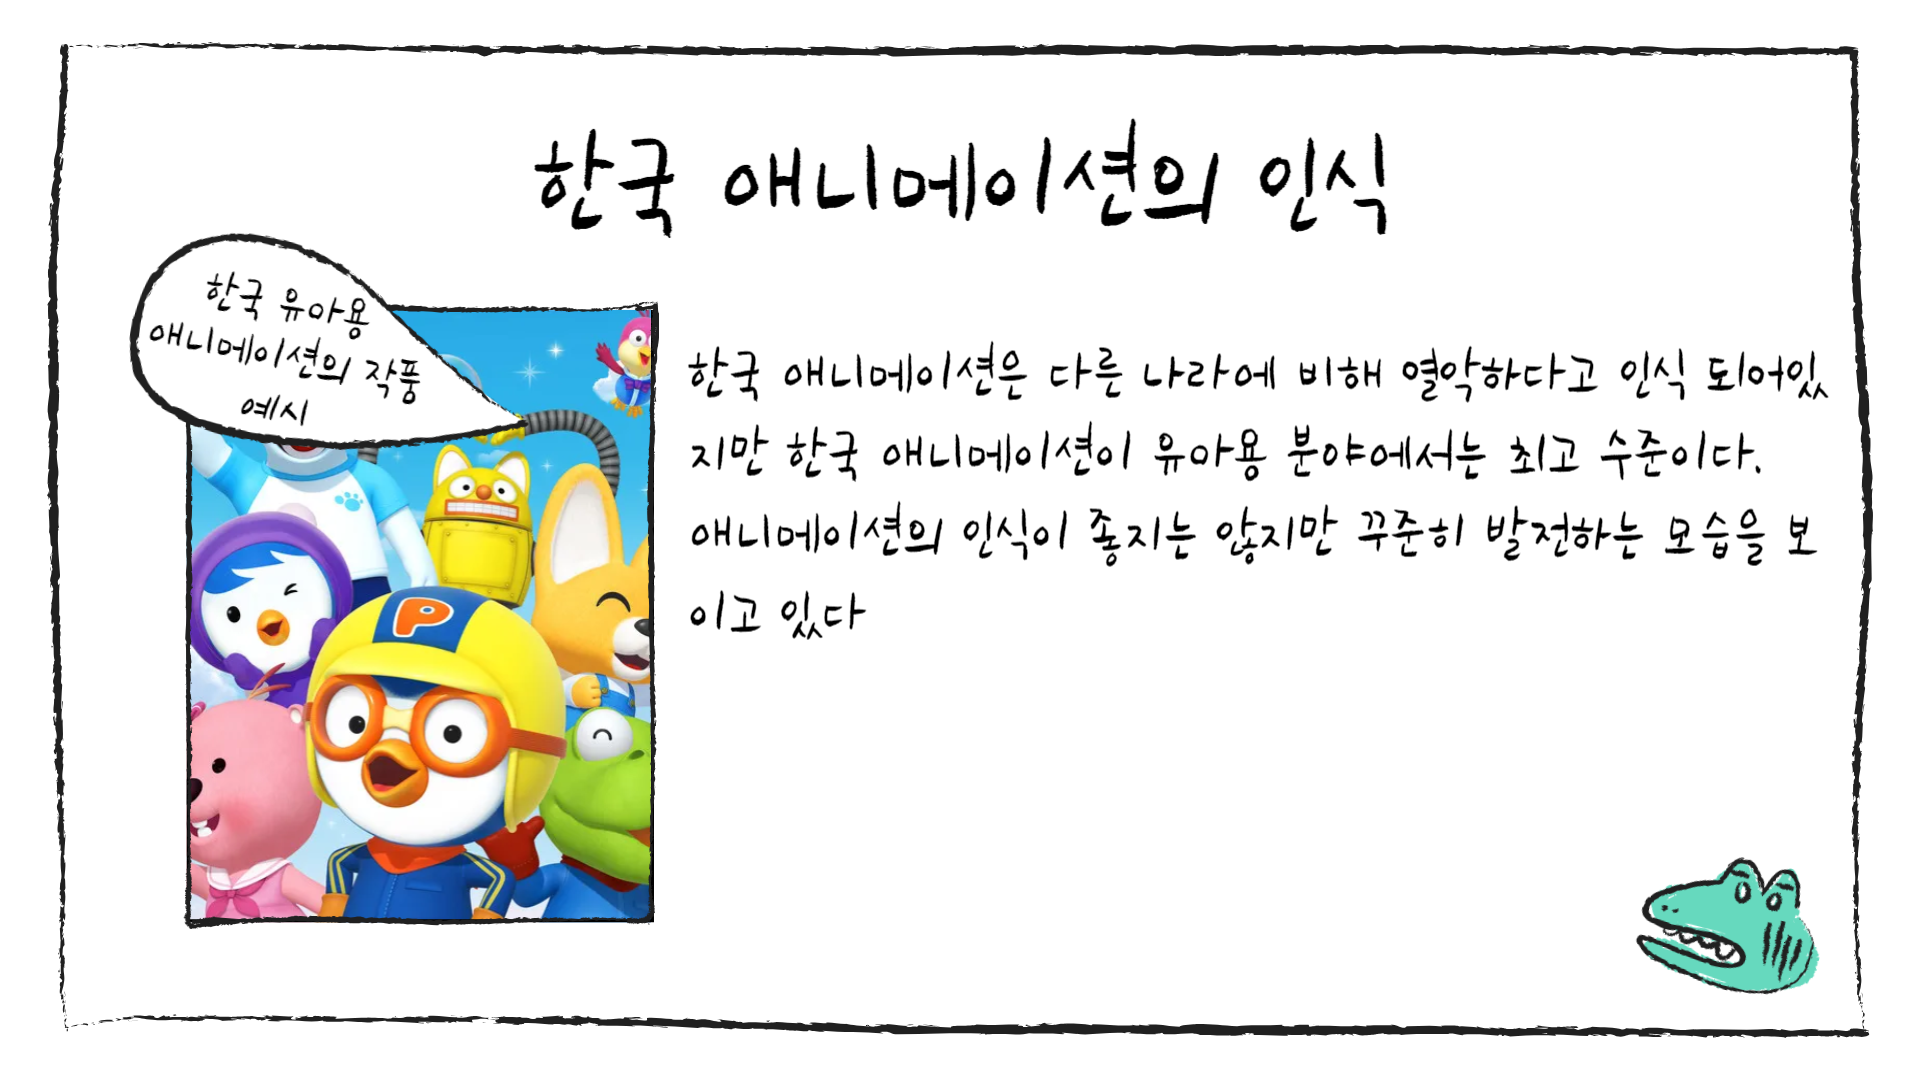 한국 애니메이션의 인식
한국 유아용
애니메이션의 작풍
예시
한국 애니메이션은 다른 나라에 비해 열악하다고 인식 되어있
지만 한국 애니메이션이 유아용 분야에서는 최고 수준이다.
애니메이션의 인식이 좋지는 않지만 꾸준히 발전하는 모습을 보
이고 있다
P